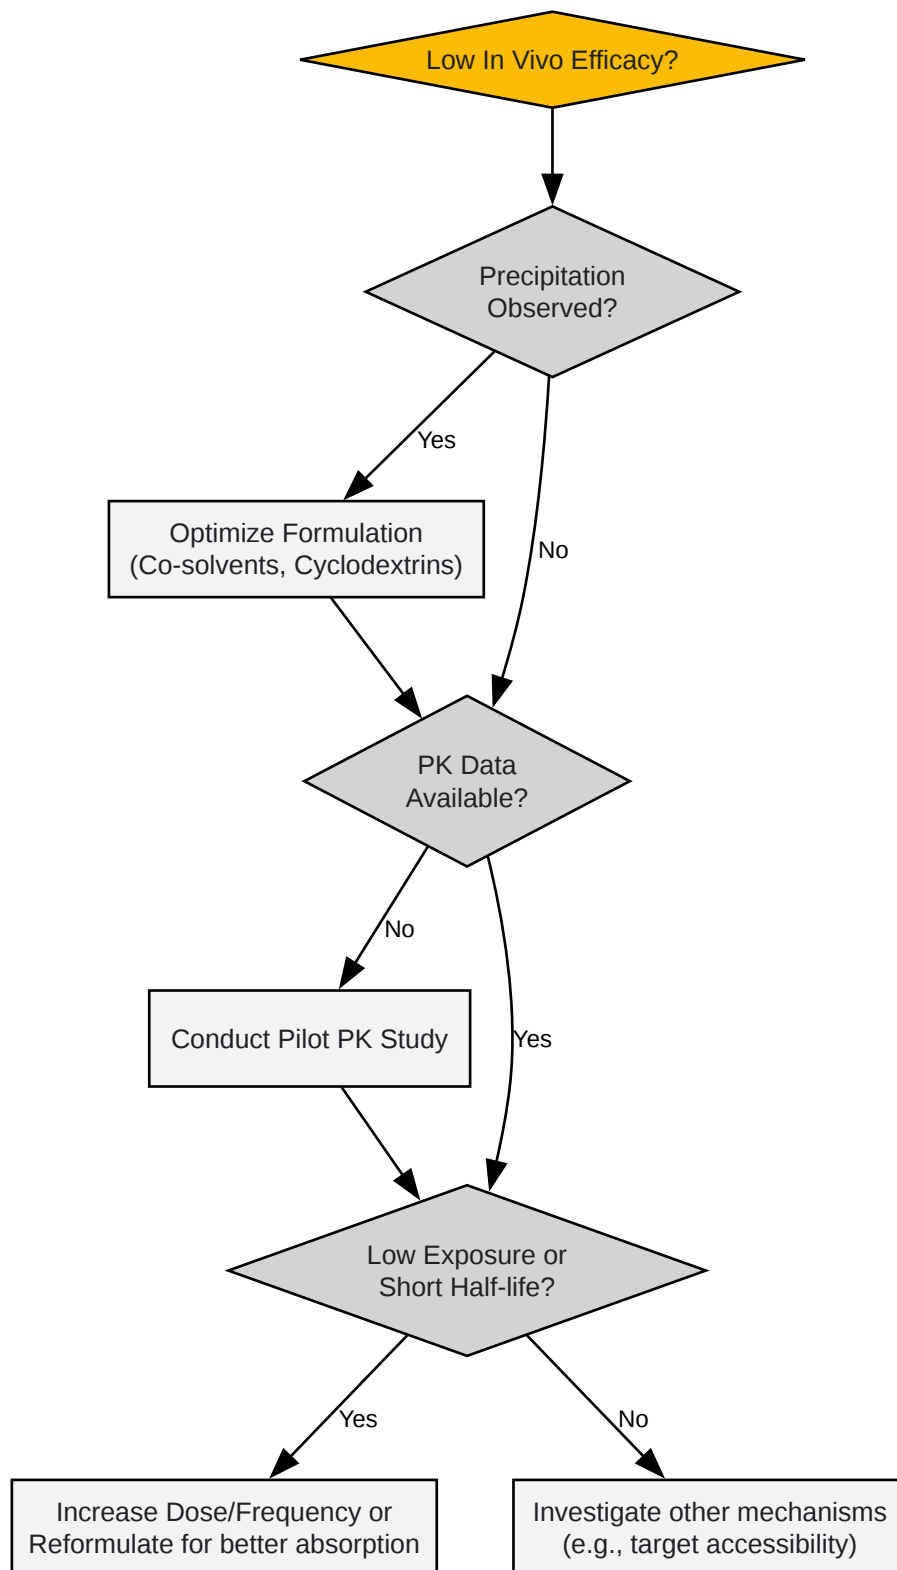 Low In Vivo Efficacy?
Precipitation
Observed?
Yes
No
Optimize Formulation
(Co-solvents, Cyclodextrins)
PK Data
Available?
No
Yes
Conduct Pilot PK Study
Low Exposure or
Short Half-life?
Yes
No
Increase Dose/Frequency or
Reformulate for better absorption
Investigate other mechanisms
(e.g., target accessibility)